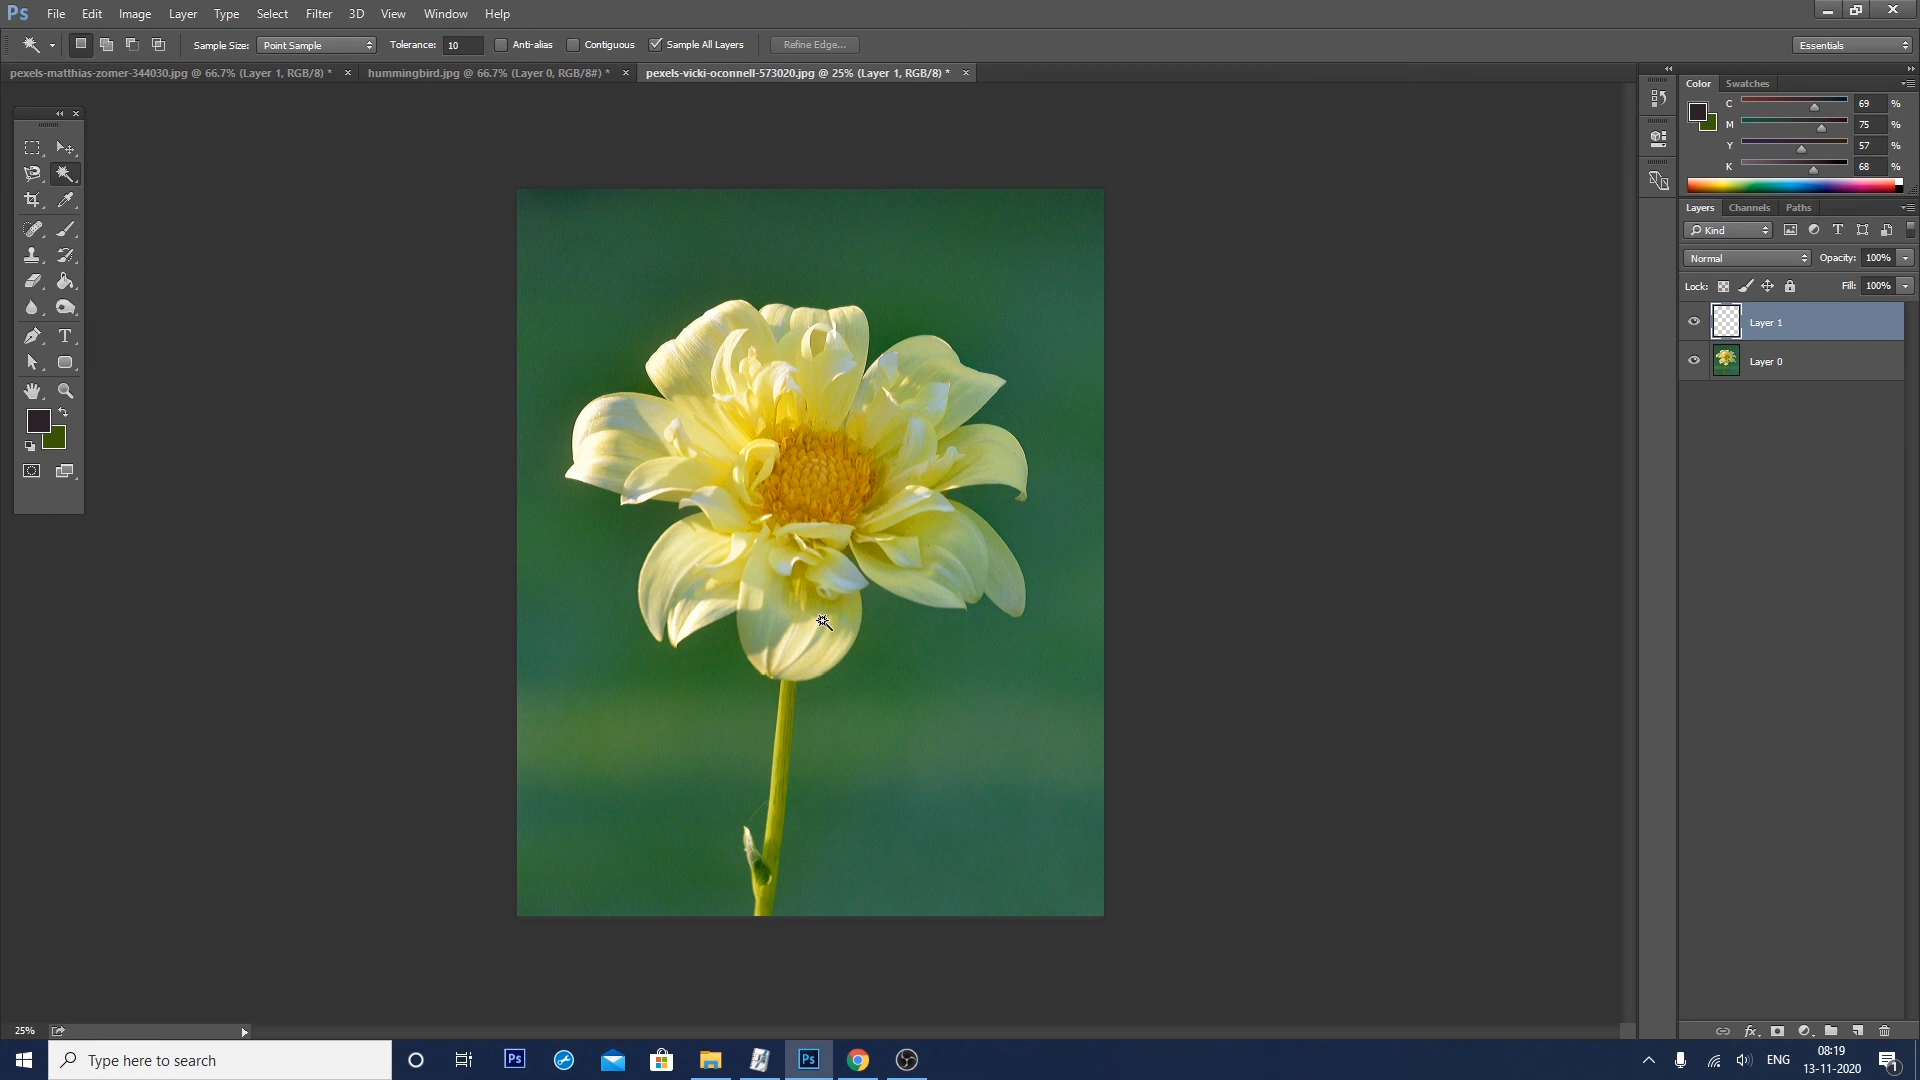 Ps File Edit Image Layer Type Select Filter 3D View Window Help
Sample Size: Point Sample Tolerance: 10 Anti-alias Contiguous Sample All Layers Refine Edge... Essentials
pexels-matthias-zomer-344030.jpg @ 66.7% (Layer 1, RGB/8) * × hummingbird.jpg @ 66.7% (Layer 0, RGB/8#) * × pexels-vicki-oconnell-573020.jpg @ 25% (Layer 1, RGB/8) * ×
Color Swatches
C 69 %
M 75 %
Y 57 %
K 68 %
Layers Channels Paths
Kind T
Normal Opacity: 100%
Lock: Fill: 100%
Layer 1
Layer 0
T
25%
fx
Type here to search
Ps
Ps
ENG
08:19
13-11-2020
1